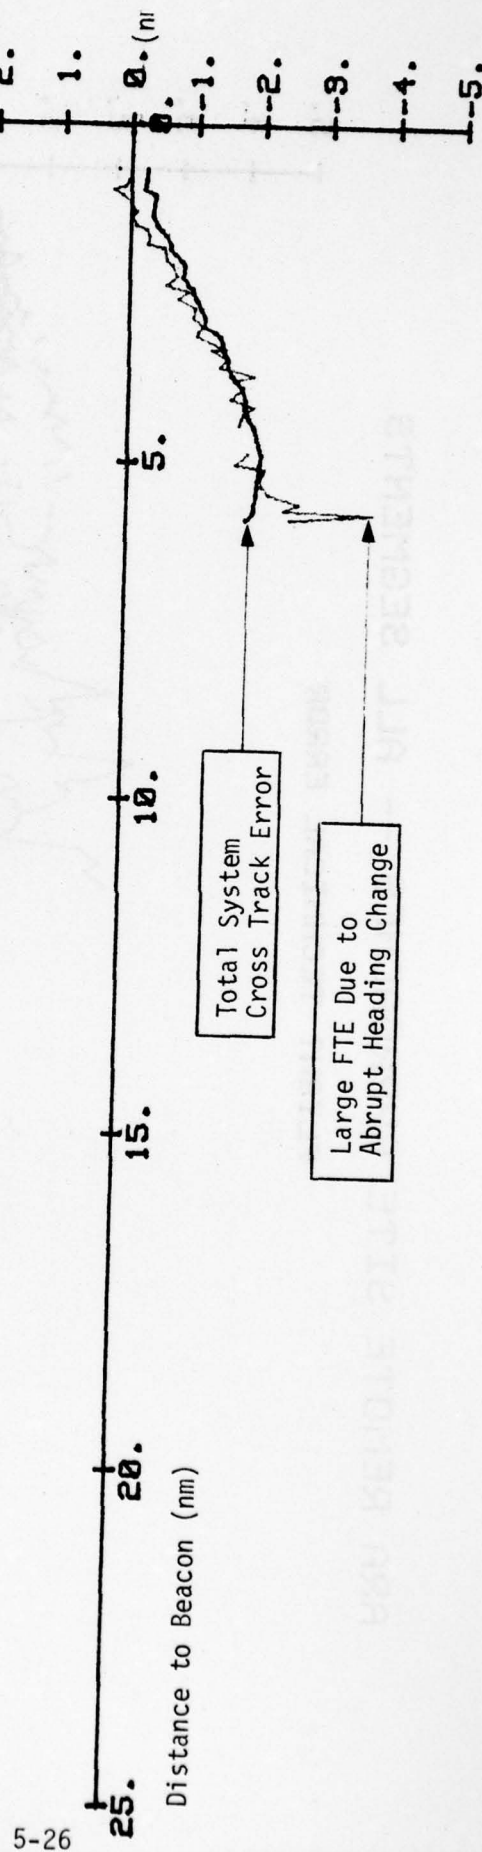 2.
1.
0. (n
0.
-1.
-2.
-3.
-4.
-5.
5.
10.
15.
20.
25.
Distance to Beacon (nm)
Total System
Cross Track Error
Large FTE Due to
Abrupt Heading Change
5-26